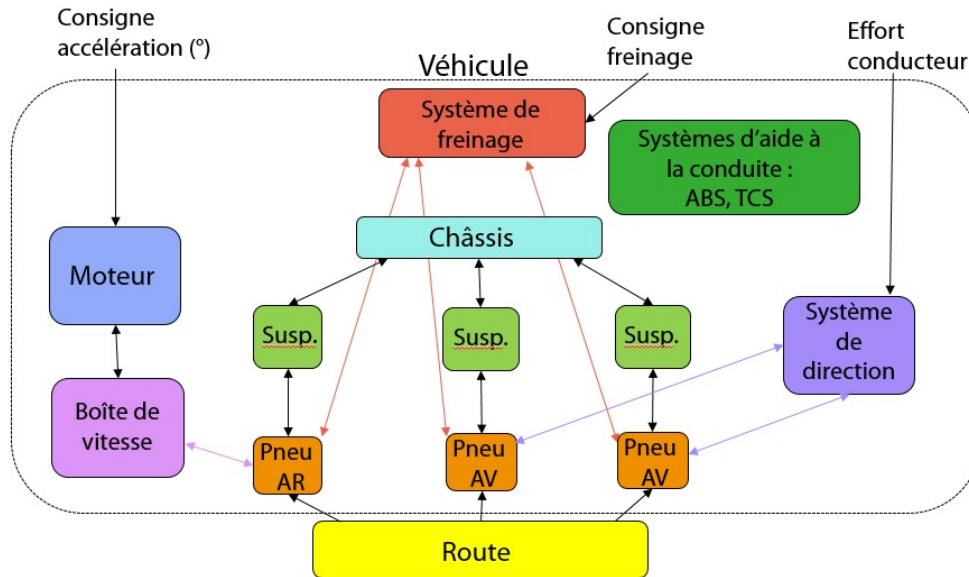 Consigne
accélération (°)
Consigne
freinage
Effort
conducteur
Véhicule
Système de
freinage
Systèmes d'aide à
la conduite :
ABS, TCS
Châssis
Moteur
Susp.
Susp.
Susp.
Système
de
direction
Boîte de
vitesse
Pneu
AR
Pneu
AV
Pneu
AV
Route